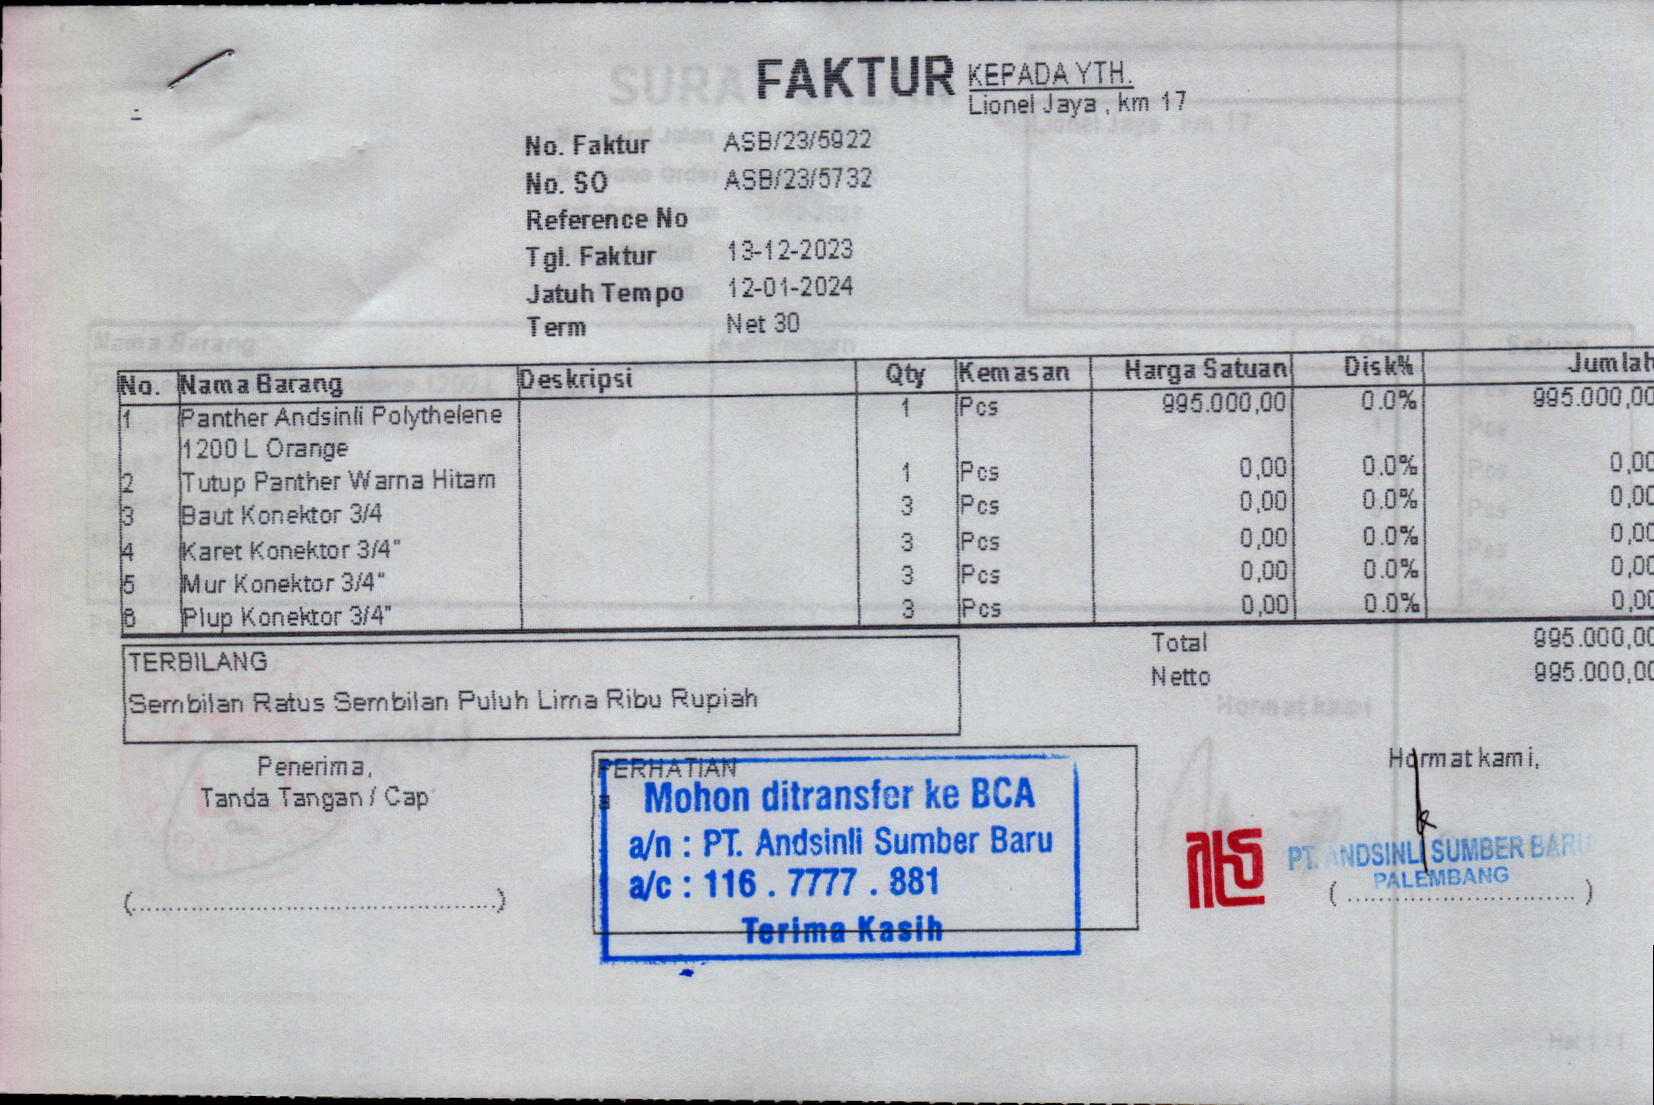 FAKTUR
KEPADA YTH.
Lionel Jaya , km 17
No. Faktur ASB/23/5922
No. SO ASB/23/5732
Reference No
Tgl. Faktur 13-12-2023
Jatuh Tempo 12-01-2024
Term Net 30
No. Nama Barang Deskripsi Qty Kemasan Harga Satuan Disk% Jumlah
1 Panther Andsinli Polythelene 1 Pcs 995.000,00 0.0% 995.000,00
1200 L Orange
2 Tutup Panther Warna Hitam 1 Pcs 0,00 0.0% 0,00
3 Baut Konektor 3/4 3 Pcs 0,00 0.0% 0,00
4 Karet Konektor 3/4" 3 Pcs 0,00 0.0% 0,00
5 Mur Konektor 3/4" 3 Pcs 0,00 0.0% 0,00
6 Plup Konektor 3/4" 3 Pcs 0,00 0.0% 0,00
Total 995.000,00
Netto 995.000,00
TERBILANG
Sembilan Ratus Sembilan Puluh Lima Ribu Rupiah
Penerima,
Tanda Tangan / Cap
PERHATIAN
Mohon ditransfer ke BCA
a/n : PT. Andsinli Sumber Baru
a/c : 116 . 7777 . 881
Terima Kasih
Hormat kami,
PT. ANDSINLI SUMBER BARU
PALEMBANG